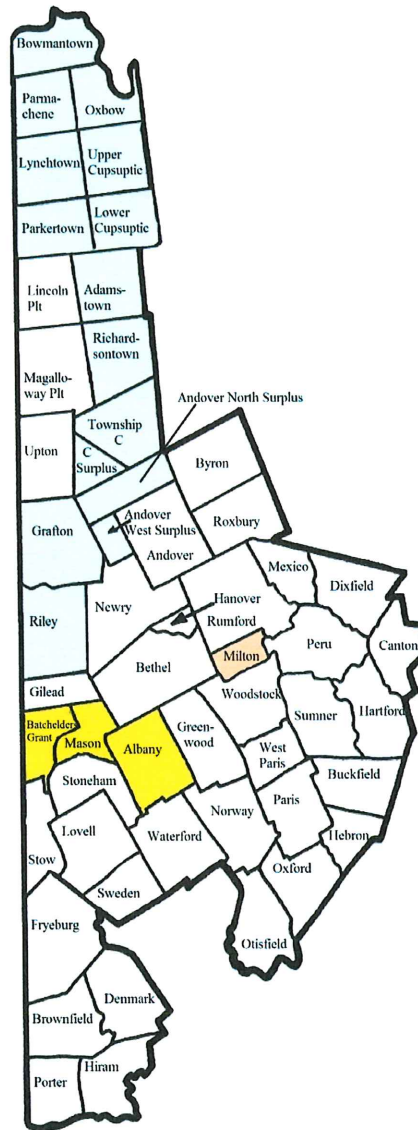 Bowmantown
Parma-
chene
Oxbow
Lynchtown
Upper
Cupsuptic
Parkertown
Lower
Cupsuptic
Lincoln
Plt
Adams-
town
Richard-
sontown
Magallo-
way Plt
Andover North Surplus
Township
C
Upton
C
Surplus
Byron
Grafton
Andover
West Surplus
Andover
Roxbury
Mexico
Dixfield
Newry
Hanover
Rumford
Riley
Peru
Canton
Bethel
Milton
Gilead
Woodstock
Batchelders
Grant
Mason
Albany
Green-
wood
Sumner
Hartford
Stoneham
West
Paris
Buckfield
Lovell
Norway
Paris
Waterford
Hebron
Stow
Oxford
Sweden
Fryeburg
Otisfield
Denmark
Brownfield
Porter
Hiram